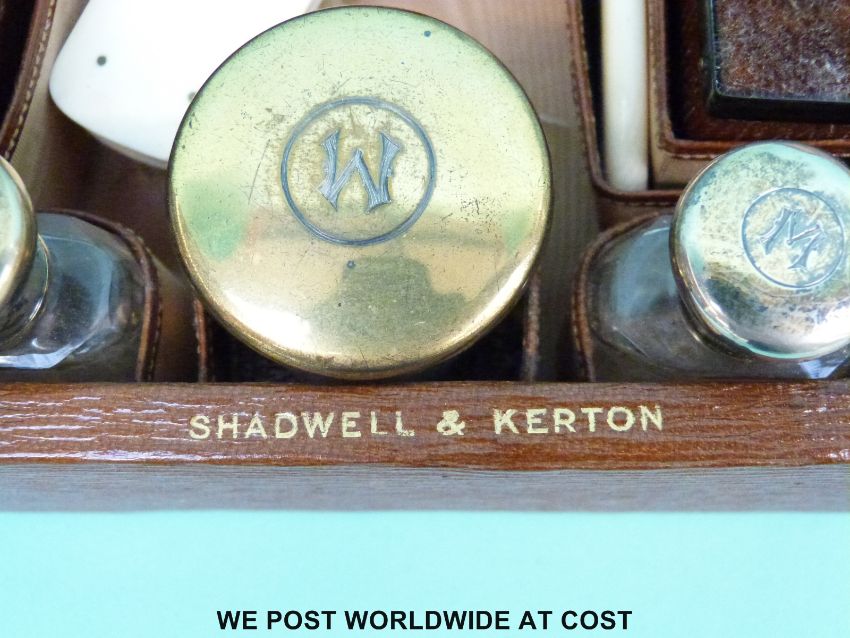 M
M
SHADWELL & KERTON
WE POST WORLDWIDE AT COST